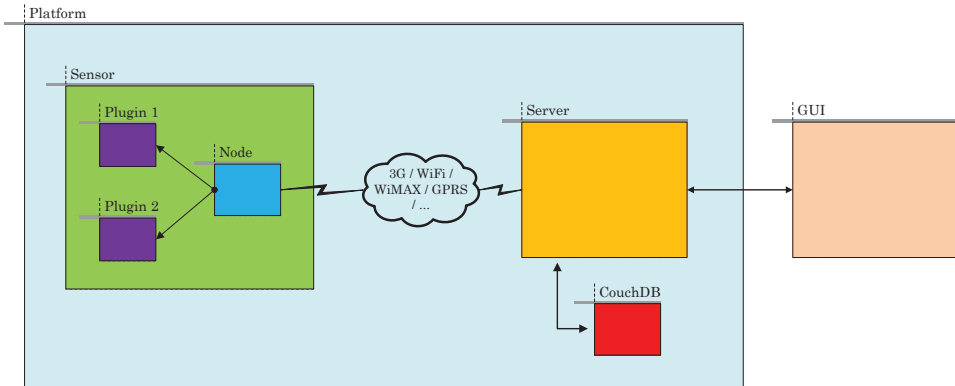 Platform
Sensor
Plugin 1
Node
Plugin 2
3G / WiFi /
WiMAX / GPRS
/ ...
Server
GUI
CouchDB